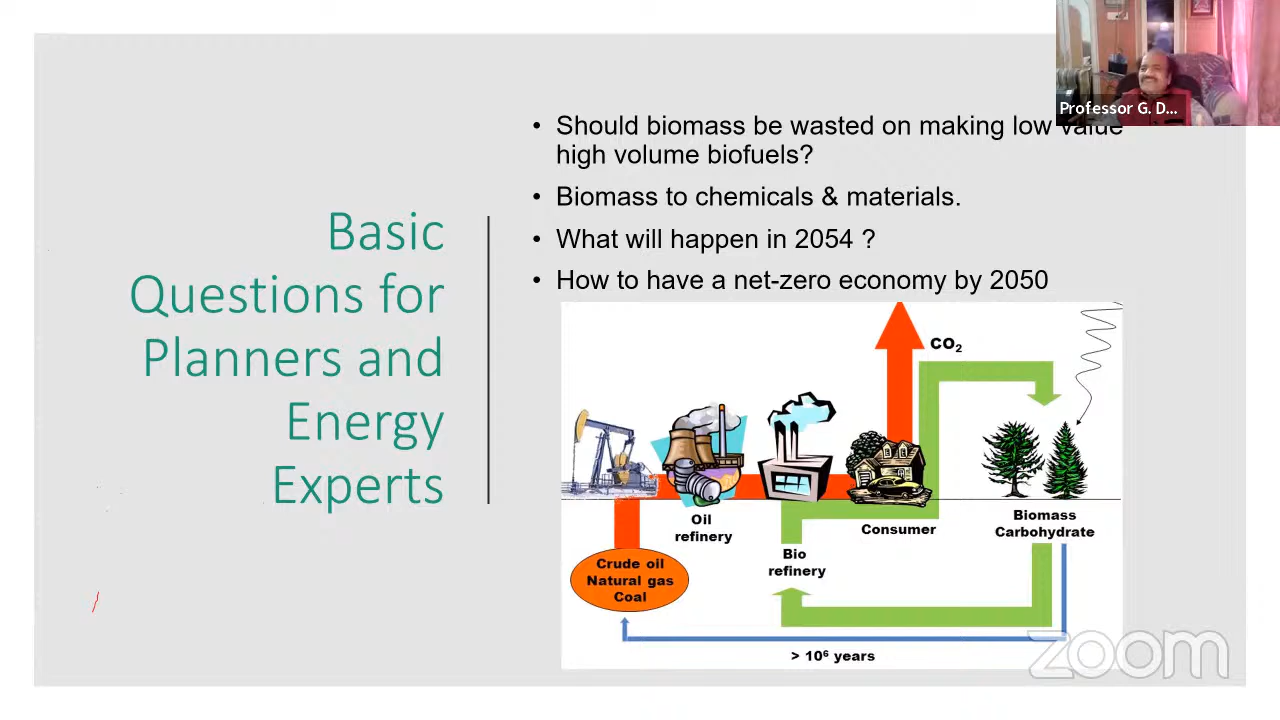 Professor G. D...
• Should biomass be wasted on making low value
high volume biofuels?
• Biomass to chemicals & materials.
• What will happen in 2054 ?
• How to have a net-zero economy by 2050
Basic
Questions for
Planners and
Energy
Experts
CO₂
Oil
refinery
Consumer
Biomass
Carbohydrate
Bio
refinery
Crude oil
Natural gas
Coal
> 10⁶ years
zoom